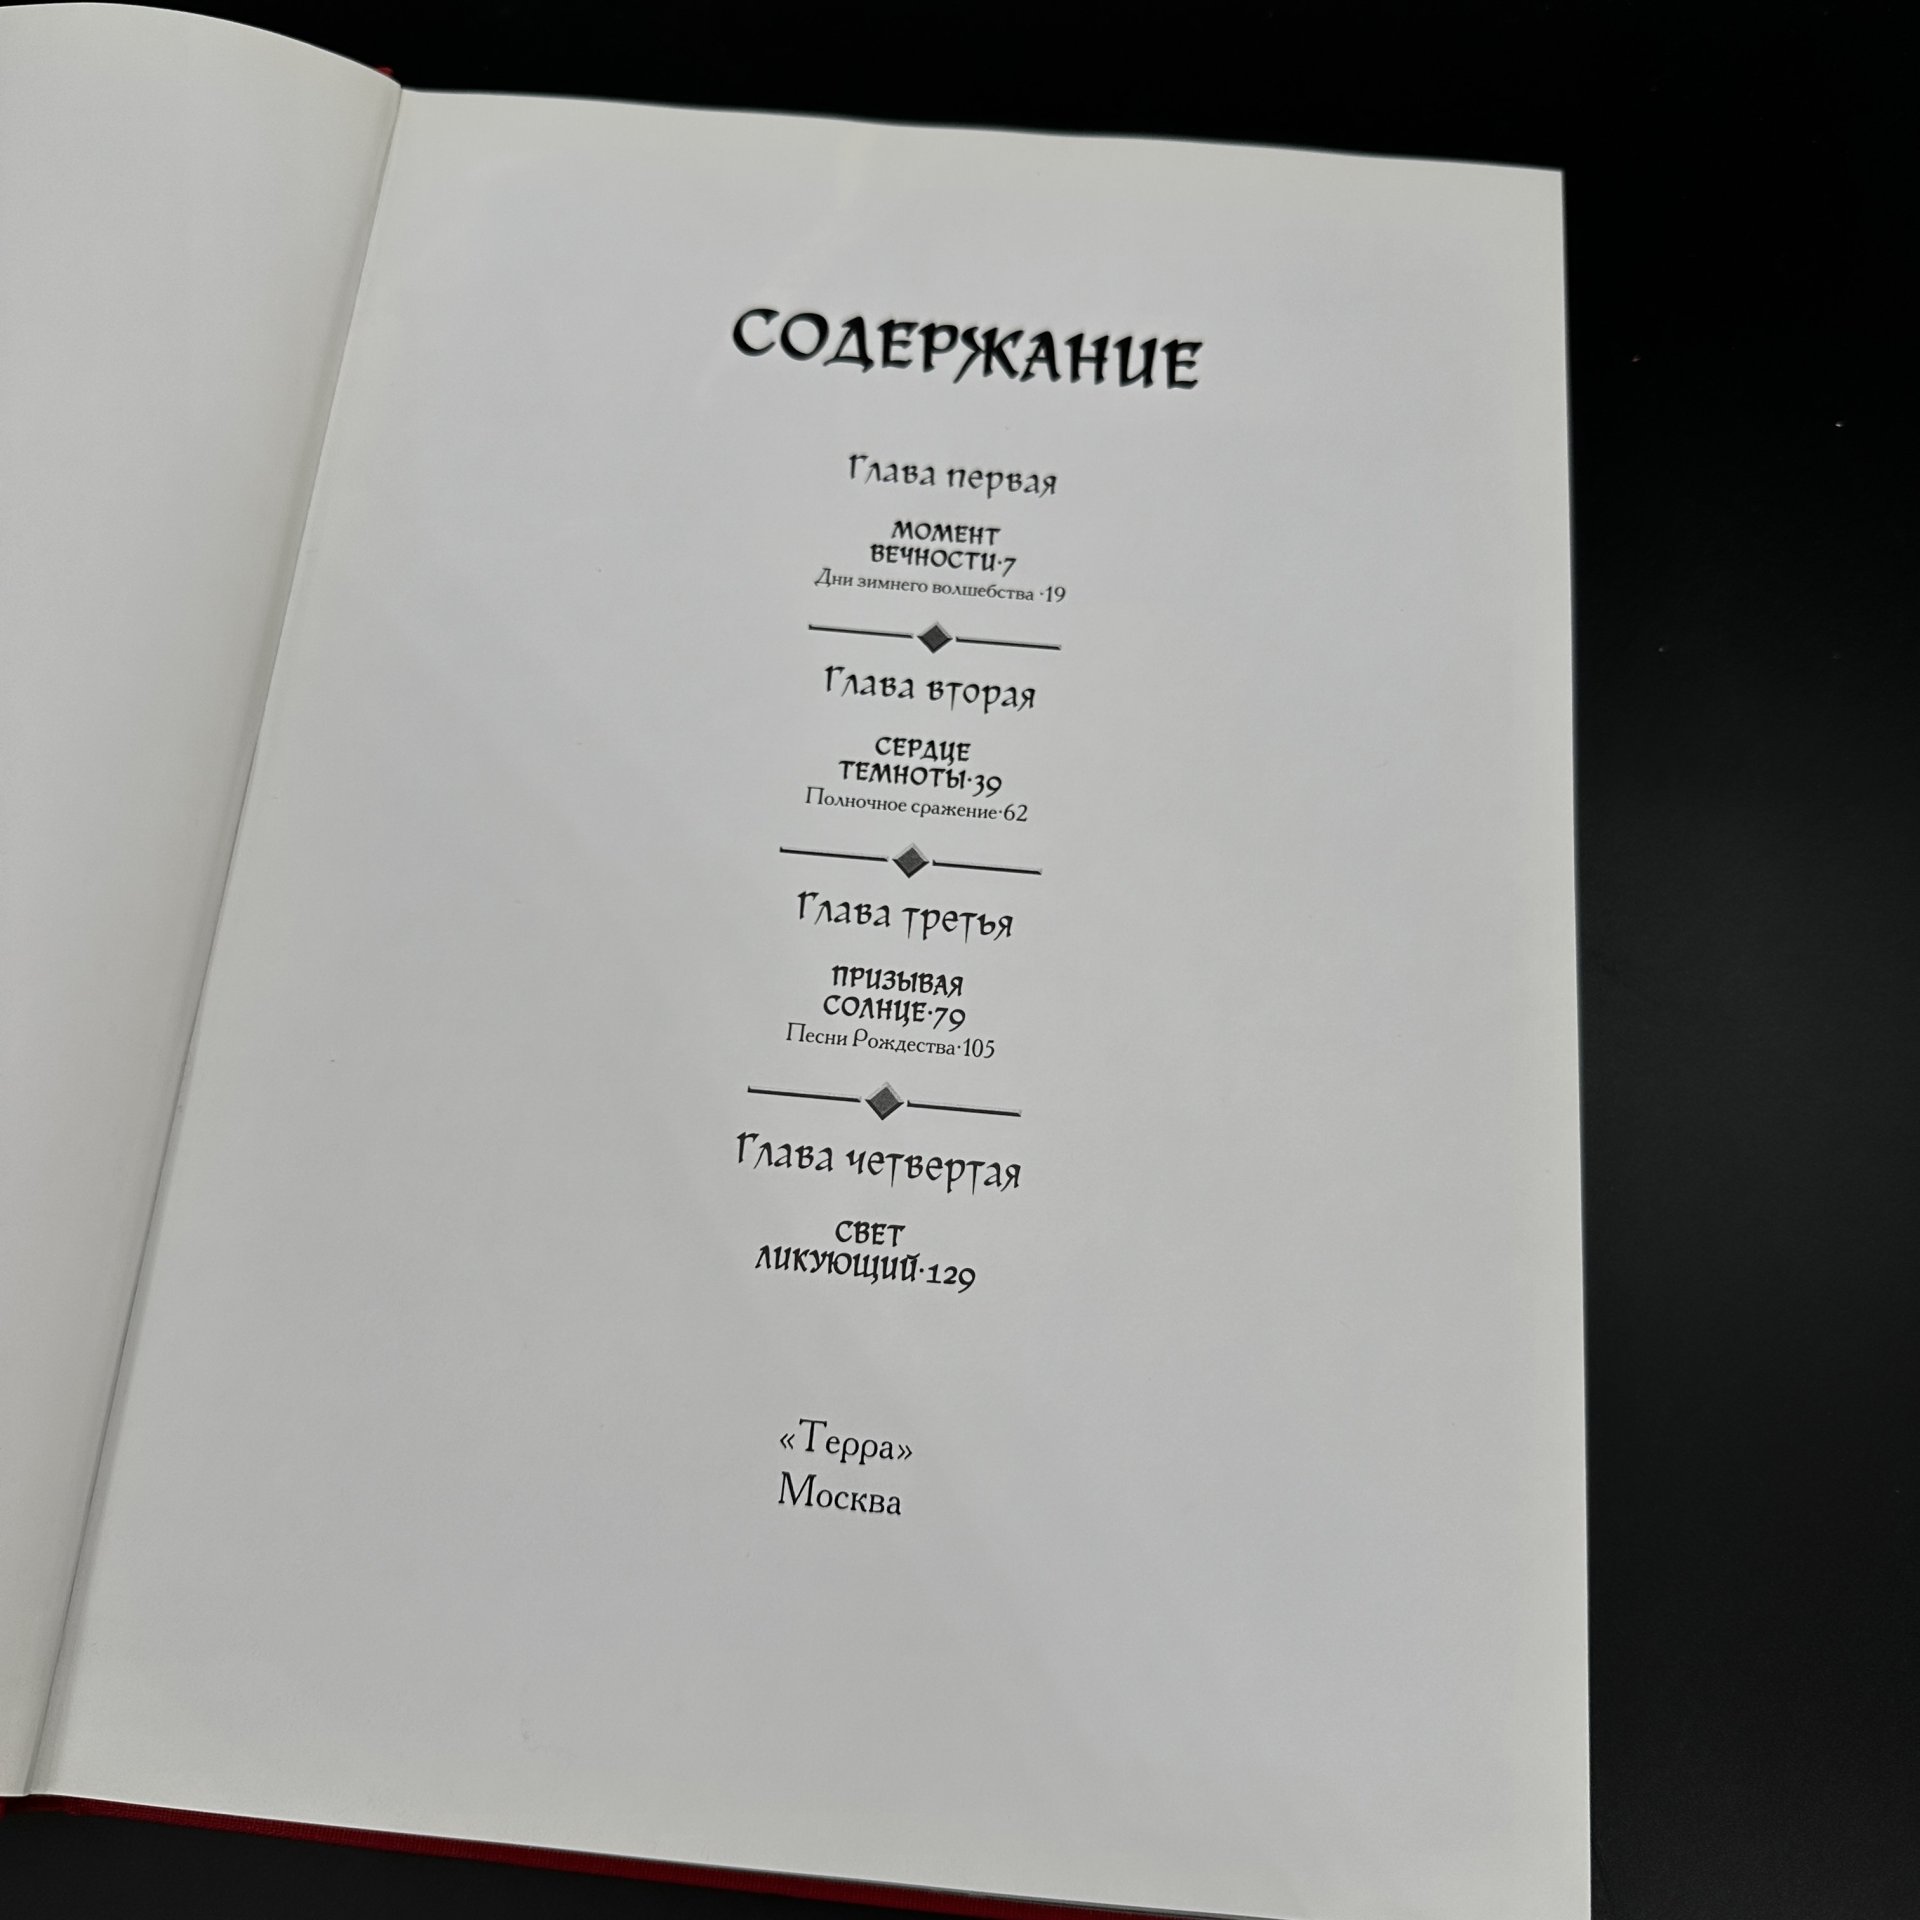 СОДЕРЖАНИЕ
Глава первая
МОМЕНТ
ВЕЧНОСТИ·7
Дни зимнего волшебства ·19
Глава вторая
СЕРДЦЕ
ТЕМНОТЫ·39
Полночное сражение·62
Глава третья
ПРИЗЫВАЯ
СОЛНЦЕ·79
Песни Рождества·105
Глава четвертая
СВЕТ
ЛИКУЮЩИЙ·129
«Терра»
Москва